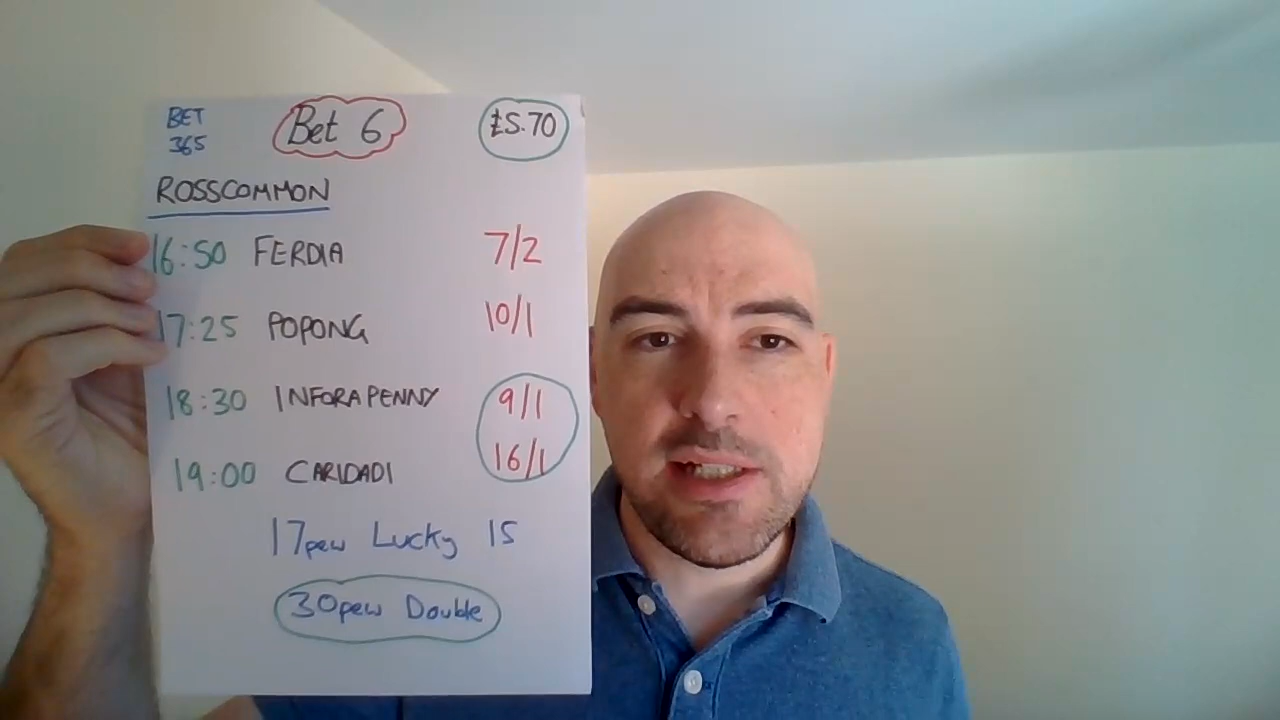 BET 365
Bet 6
£5.70
ROSSCOMMON
16:50 FERDIA 7/2
17:25 POPONG 10/1
18:30 INFORAPENNY 9/1
19:00 CARIDADI 16/1
17pew Lucky 15
30pew Double